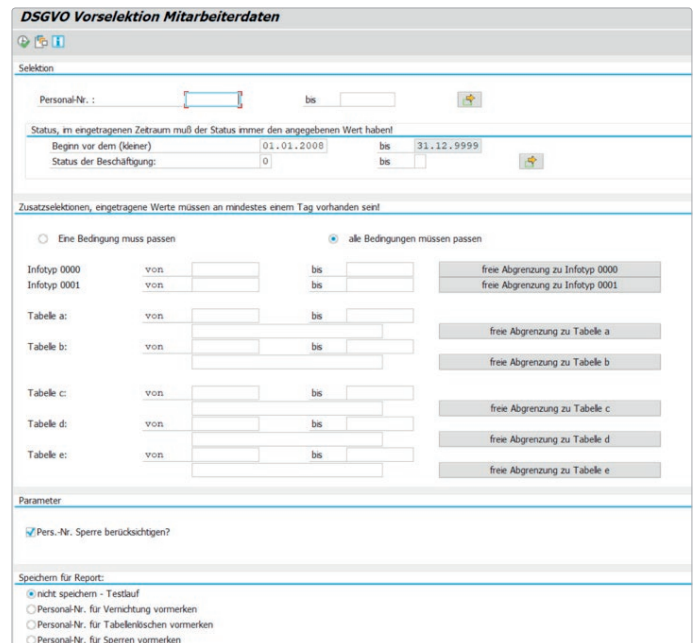 DSGVO Vorselektion Mitarbeiterdaten
Selektion
Personal-Nr. : bis
Status, im eingetragenen Zeitraum muß der Status immer den angegebenen Wert haben!
Beginn vor dem (kleiner) 01.01.2008 bis 31.12.9999
Status der Beschäftigung: 0 bis
Zusatzselektionen, eingetragene Werte müssen an mindestes einem Tag vorhanden sein!
Eine Bedingung muss passen alle Bedingungen müssen passen
Infotyp 0000 von bis freie Abgrenzung zu Infotyp 0000
Infotyp 0001 von bis freie Abgrenzung zu Infotyp 0001
Tabelle a: von bis
freie Abgrenzung zu Tabelle a
Tabelle b: von bis
freie Abgrenzung zu Tabelle b
Tabelle c: von bis
freie Abgrenzung zu Tabelle c
Tabelle d: von bis
freie Abgrenzung zu Tabelle d
Tabelle e: von bis
freie Abgrenzung zu Tabelle e
Parameter
Pers.-Nr. Sperre berücksichtigen?
Speichern für Report:
nicht speichern - Testlauf
Personal-Nr. für Vernichtung vormerken
Personal-Nr. für Tabellenlöschen vormerken
Personal-Nr. für Sperren vormerken